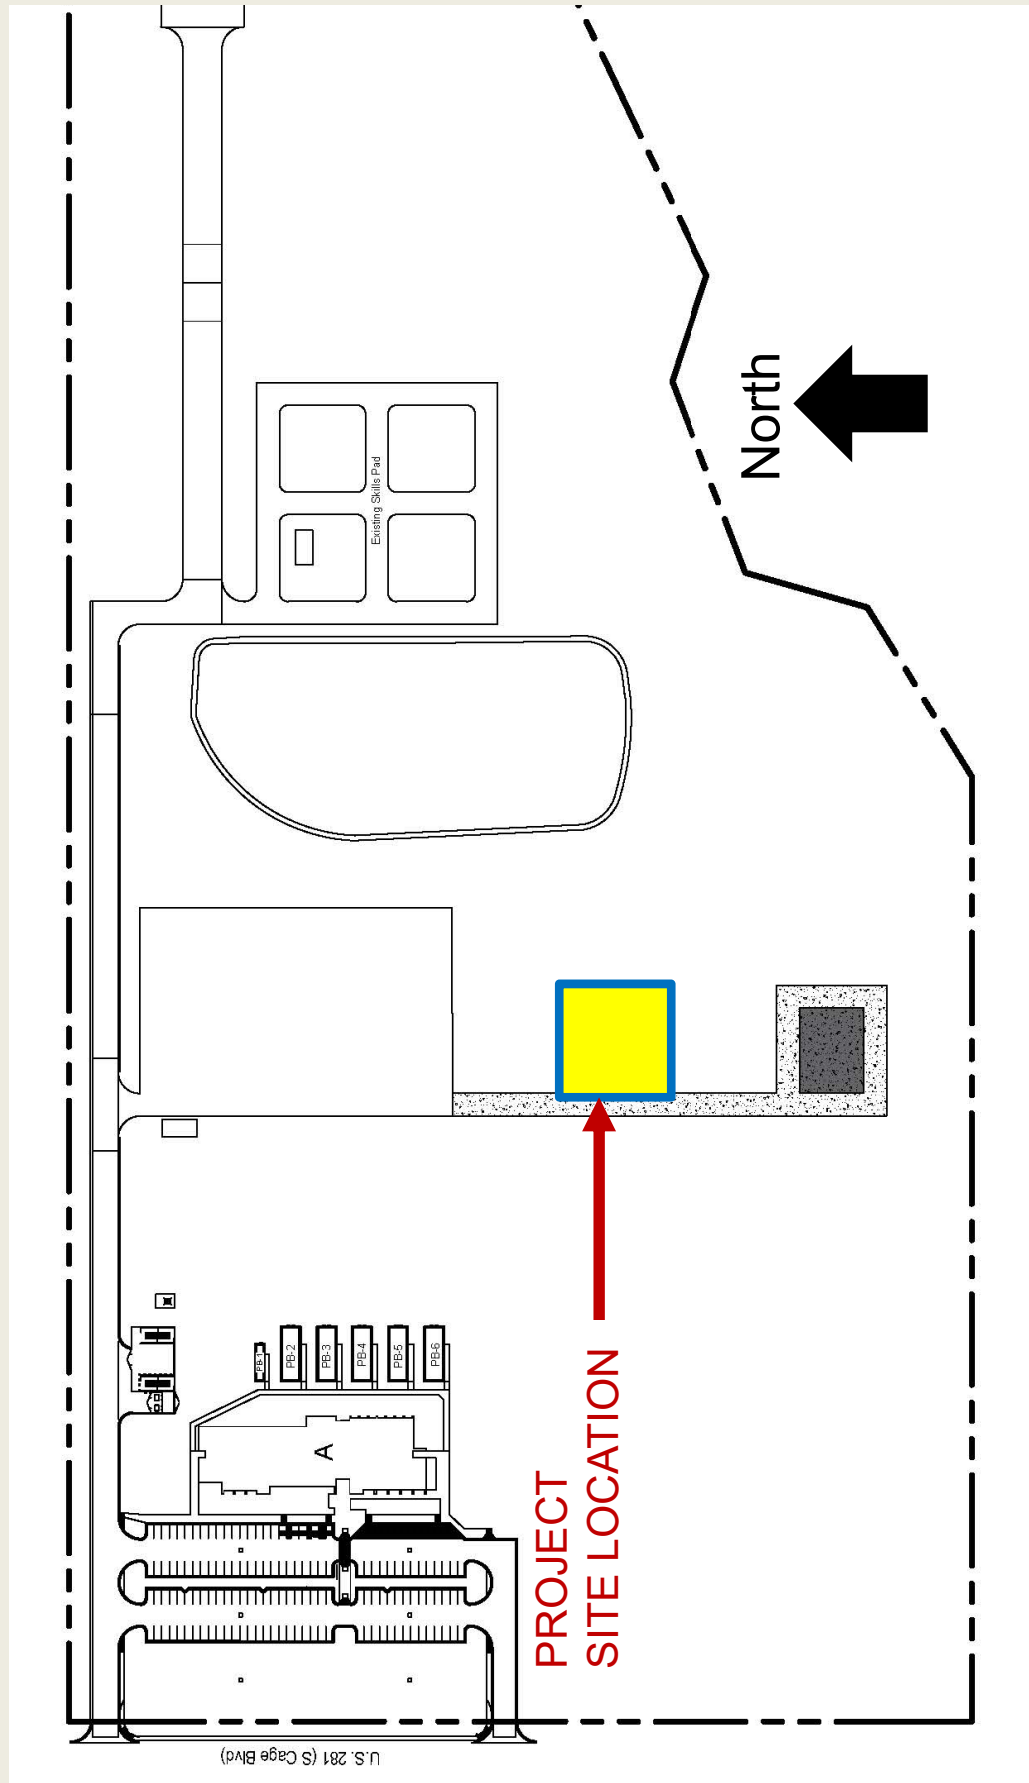 North
Existing Skills Pad
PB-1
PB-2
PB-3
PB-4
PB-5
PB-6
A
PROJECT
SITE LOCATION
U.S. 281 (S Cage Blvd)